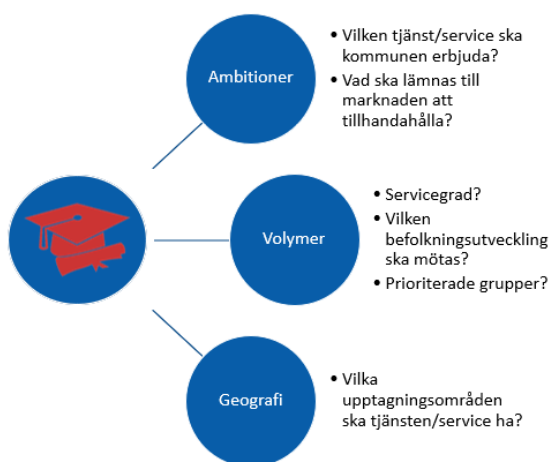 Ambitioner
• Vilken tjänst/service ska
kommunen erbjuda?
• Vad ska lämnas till
marknaden att
tillhandahålla?
Volymer
• Servicegrad?
• Vilken
befolkningsutveckling
ska mötas?
• Prioriterade grupper?
Geografi
• Vilka
upptagningsområden
ska tjänsten/service ha?